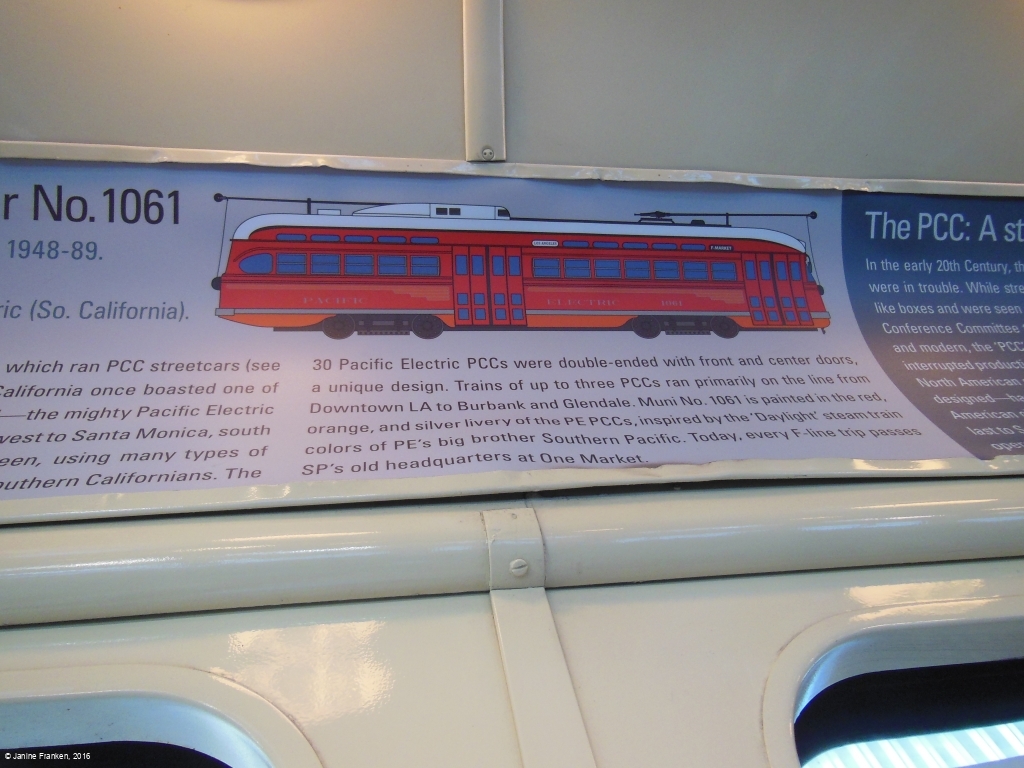 r No. 1061
1948-89.
ric (So. California).
which ran PCC streetcars (see
California once boasted one of
—the mighty Pacific Electric
west to Santa Monica, south
een, using many types of
outhern Californians. The
LOS ANGELES
F MARKET
PACIFIC ELECTRIC 1061
30 Pacific Electric PCCs were double-ended with front and center doors,
a unique design. Trains of up to three PCCs ran primarily on the line from
Downtown LA to Burbank and Glendale. Muni No. 1061 is painted in the red,
orange, and silver livery of the PE PCCs, inspired by the 'Daylight' steam train
colors of PE's big brother Southern Pacific. Today, every F-line trip passes
SP's old headquarters at One Market.
The PCC: A st
In the early 20th Century, th
were in trouble. While stre
like boxes and were seen
Conference Committee
and modern, the 'PCC
interrupted product
North American
designed—ha
American
last to S
oper
© Janine Franken, 2016